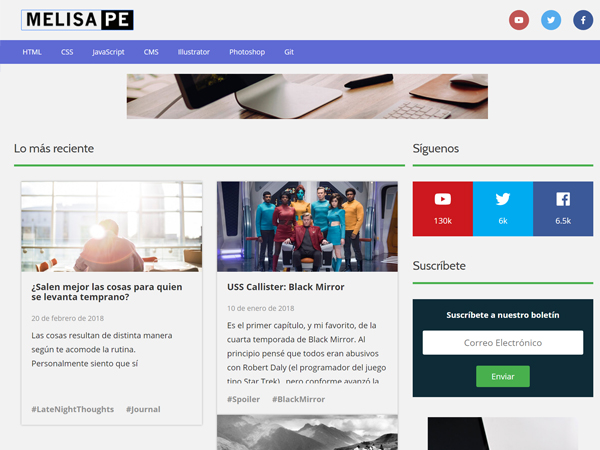 MELISA PE
HTML CSS JavaScript CMS Illustrator Photoshop Git
Lo más reciente
¿Salen mejor las cosas para quien
se levanta temprano?
20 de febrero de 2018
Las cosas resultan de distinta manera
según te acomode la rutina.
Personalmente siento que sí
#LateNightThoughts #Journal
USS Callister: Black Mirror
10 de enero de 2018
Es el primer capítulo, y mi favorito, de la
cuarta temporada de Black Mirror. Al
principio pensé que todos eran abusivos
con Robert Daly (el programador del juego
tipo Star Trek), pero conforme avanzó la
#Spoiler #BlackMirror
Síguenos
130k 6k 6.5k
Suscríbete
Suscríbete a nuestro boletín
Correo Electrónico
Enviar